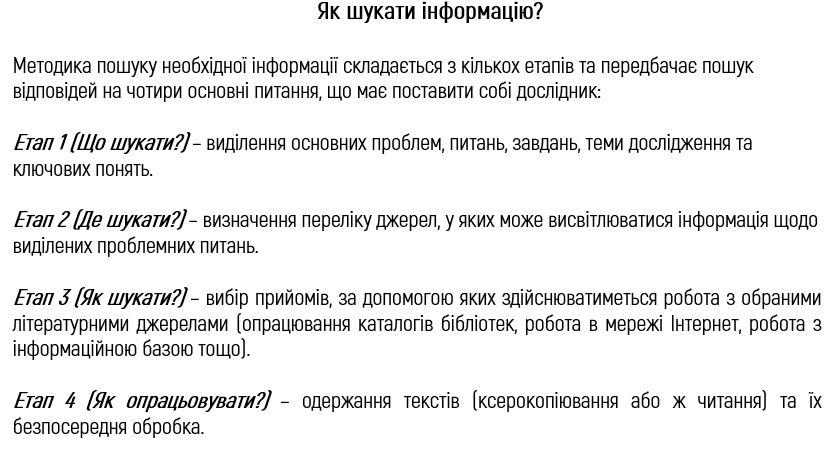 Як шукати інформацію?
Методика пошуку необхідної інформації складається з кількох етапів та передбачає пошук
відповідей на чотири основні питання, що має поставити собі дослідник:
Етап 1 (Що шукати?) – виділення основних проблем, питань, завдань, теми дослідження та
ключових понять.
Етап 2 (Де шукати?) – визначення переліку джерел, у яких може висвітлюватися інформація щодо
виділених проблемних питань.
Етап 3 (Як шукати?) – вибір прийомів, за допомогою яких здійснюватиметься робота з обраними
літературними джерелами (опрацювання каталогів бібліотек, робота в мережі Інтернет, робота з
інформаційною базою тощо).
Етап 4 (Як опрацьовувати?) – одержання текстів (ксерокопіювання або ж читання) та їх
безпосередня обробка.